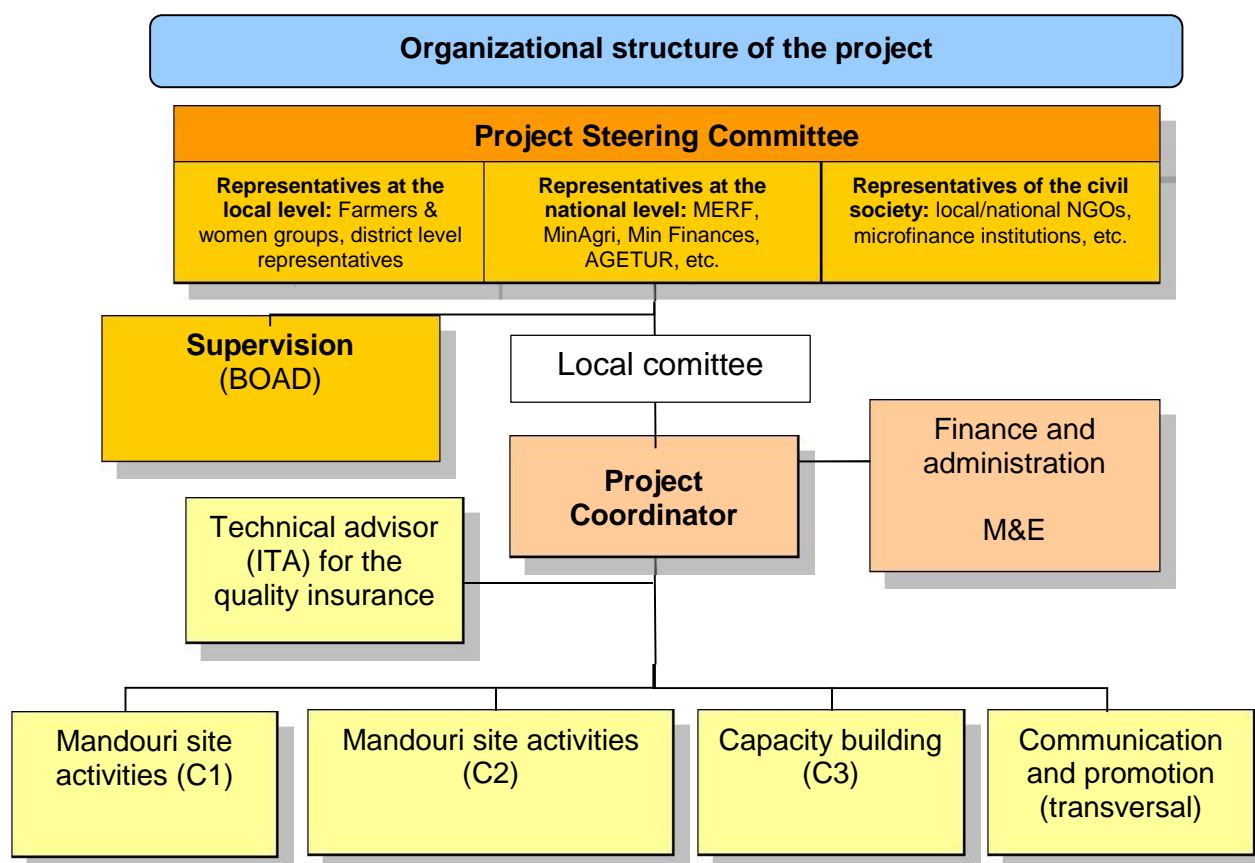 Organizational structure of the project
Project Steering Committee
Representatives at the
local level: Farmers &
women groups, district level
representatives
Representatives at the
national level: MERF,
MinAgri, Min Finances,
AGETUR, etc.
Representatives of the civil
society: local/national NGOs,
microfinance institutions, etc.
Supervision
(BOAD)
Local comittee
Finance and
administration
M&E
Project
Coordinator
Technical advisor
(ITA) for the
quality insurance
Mandouri site
activities (C1)
Mandouri site activities
(C2)
Capacity building
(C3)
Communication
and promotion
(transversal)